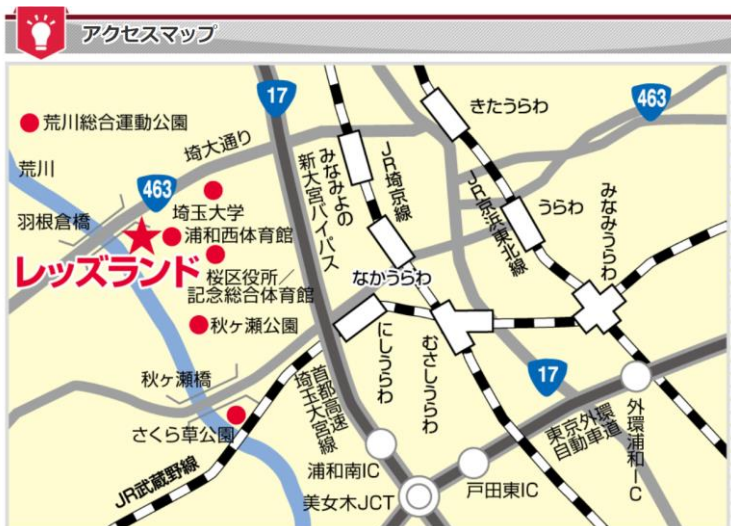 アクセスマップ
17
463
荒川総合運動公園
きたうらわ
荒川
埼大通り
みなみよの
新大宮バイパス
JR埼京線
463
羽根倉橋
埼玉大学
浦和西体育館
レッズランド
桜区役所／
記念総合体育館
JR京浜東北線
うらわ
みなみうらわ
なかうらわ
秋ヶ瀬公園
にしうらわ
むさしうらわ
17
秋ヶ瀬橋
さくら草公園
首都高速
埼玉大宮線
東京外環
自動車道
外環浦和IC
JR武蔵野線
浦和南IC
戸田東IC
美女木JCT